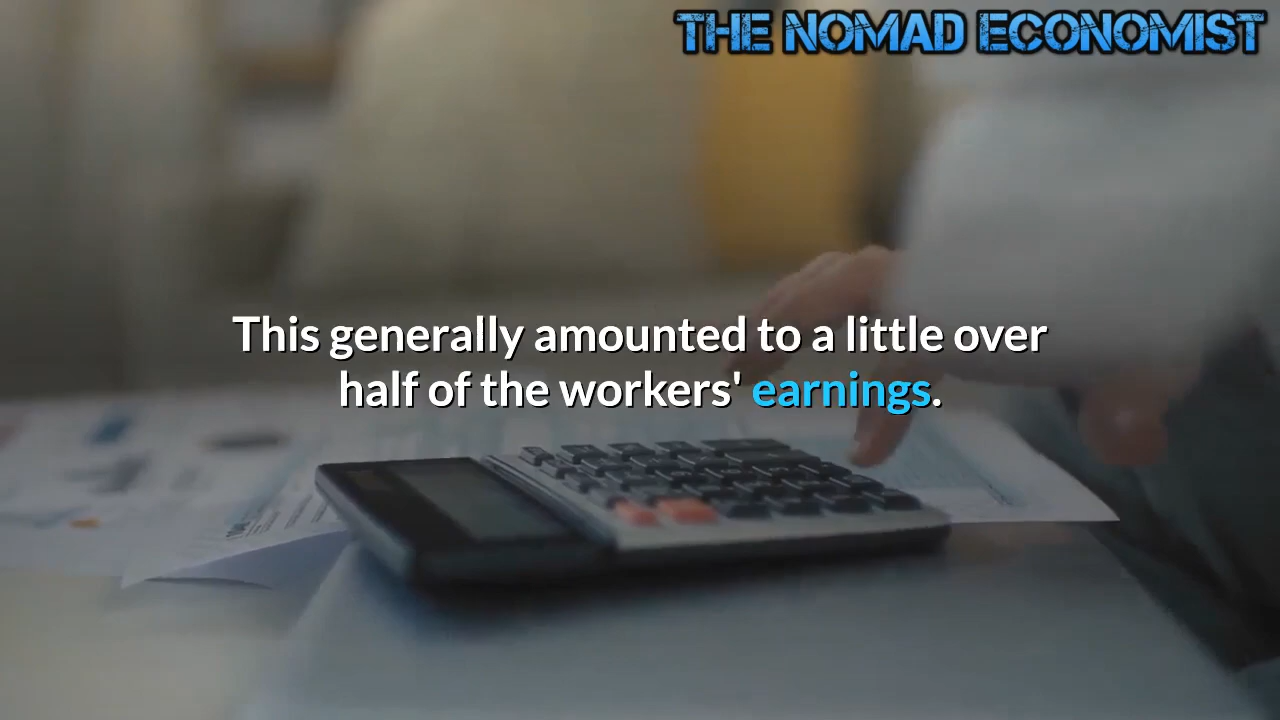 THE NOMAD ECONOMIST
This generally amounted to a little over
half of the workers' earnings.